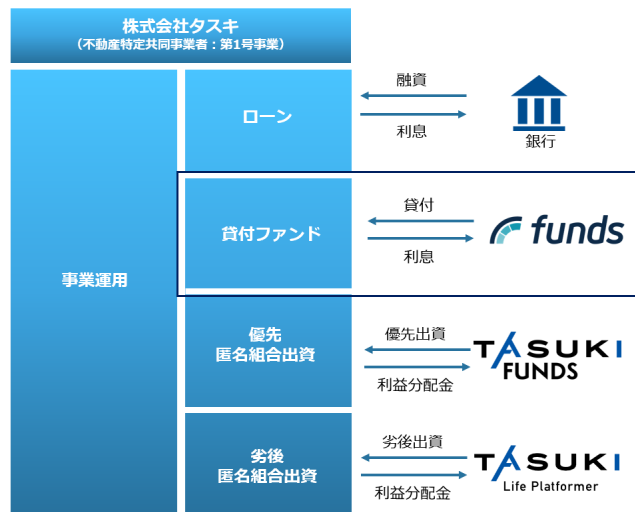 株式会社タスキ
（不動産特定共同事業者：第1号事業）
事業運用
ローン
融資
利息
銀行
貸付ファンド
貸付
利息
funds
優先
匿名組合出資
優先出資
利益分配金
TASUKI
FUNDS
劣後
匿名組合出資
劣後出資
利益分配金
TASUKI
Life Platformer